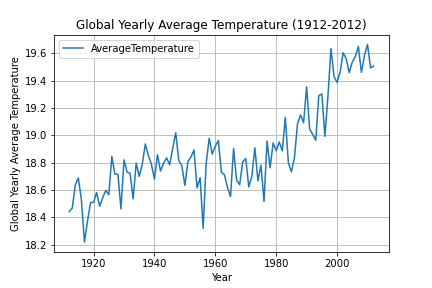 Global Yearly Average Temperature (1912-2012)
AverageTemperature
Global Yearly Average Temperature
19.6
19.4
19.2
19.0
18.8
18.6
18.4
18.2
1920 1940 1960 1980 2000
Year